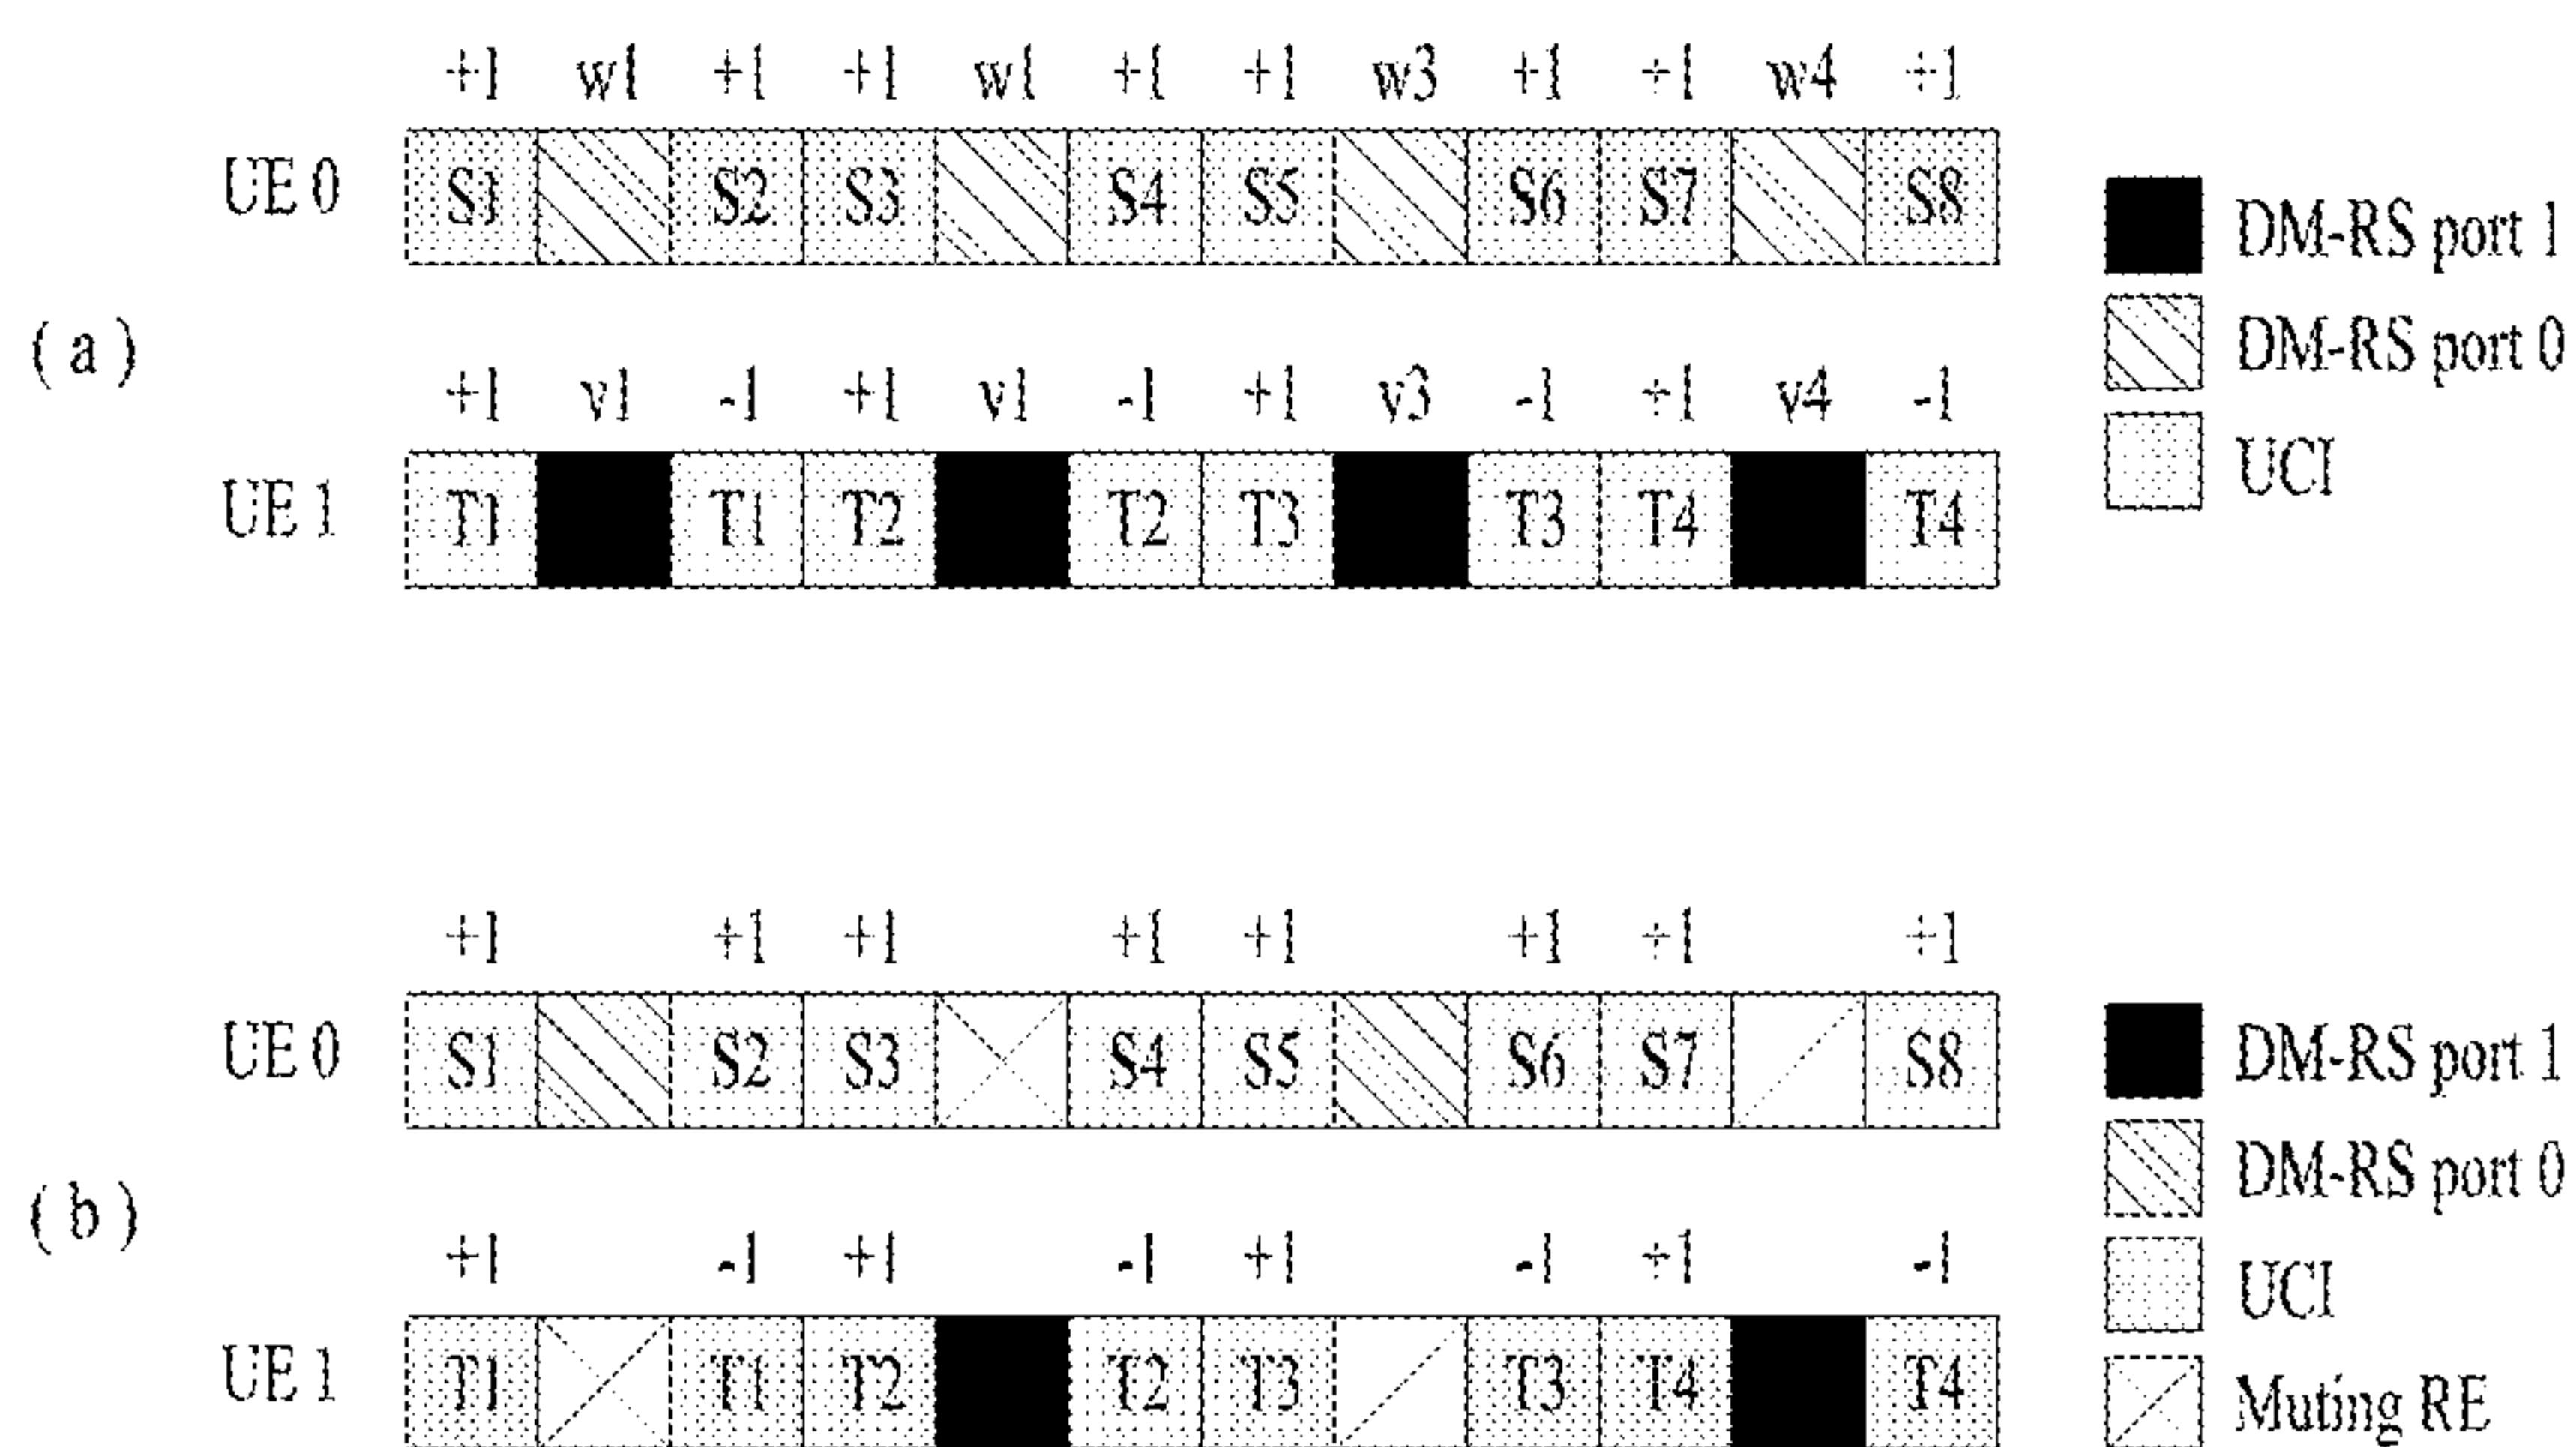 +1 w1 +1 +1 w1 +1 +1 w3 +1 +1 w4 +1
UE 0 S1 S2 S3 S4 S5 S6 S7 S8
DM-RS port 1
DM-RS port 0
UCI
( a )
+1 v1 -1 +1 v1 -1 +1 v3 -1 +1 v4 -1
UE 1 T1 T1 T2 T2 T3 T3 T4 T4
+1 +1 +1 +1 +1 +1 +1 +1
UE 0 S1 S2 S3 S4 S5 S6 S7 S8
DM-RS port 1
DM-RS port 0
UCI
Muting RE
( b )
+1 -1 +1 -1 +1 -1 +1 -1
UE 1 T1 T1 T2 T2 T3 T3 T4 T4